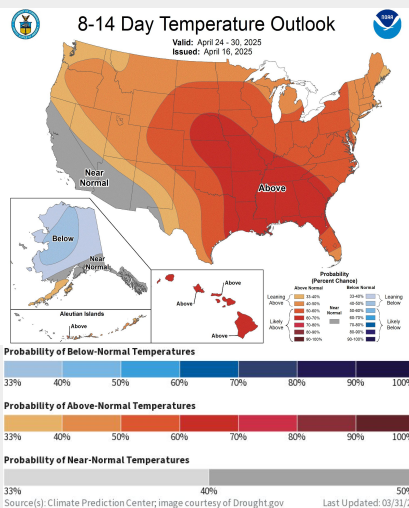 8-14 Day Temperature Outlook
NOAA
Valid: April 24 - 30, 2025
Issued: April 16, 2025
Near
Normal
Above
Below
Near
Normal
Aleutian Islands
Above
Above
Above
Above
Probability
(Percent Chance)
Above Normal
Below Normal
Leaning
Above
33-40%
40-50%
33-40%
40-50%
Leaning
Below
Near
Normal
Likely
Above
50-60%
60-70%
70-80%
80-90%
90-100%
50-60%
60-70%
70-80%
80-90%
90-100%
Likely
Below
Probability of Below-Normal Temperatures
33% 40% 50% 60% 70% 80% 90% 100%
Probability of Above-Normal Temperatures
33% 40% 50% 60% 70% 80% 90% 100%
Probability of Near-Normal Temperatures
33% 40% 50%
Source(s): Climate Prediction Center; image courtesy of Drought.gov
Last Updated: 03/31/2